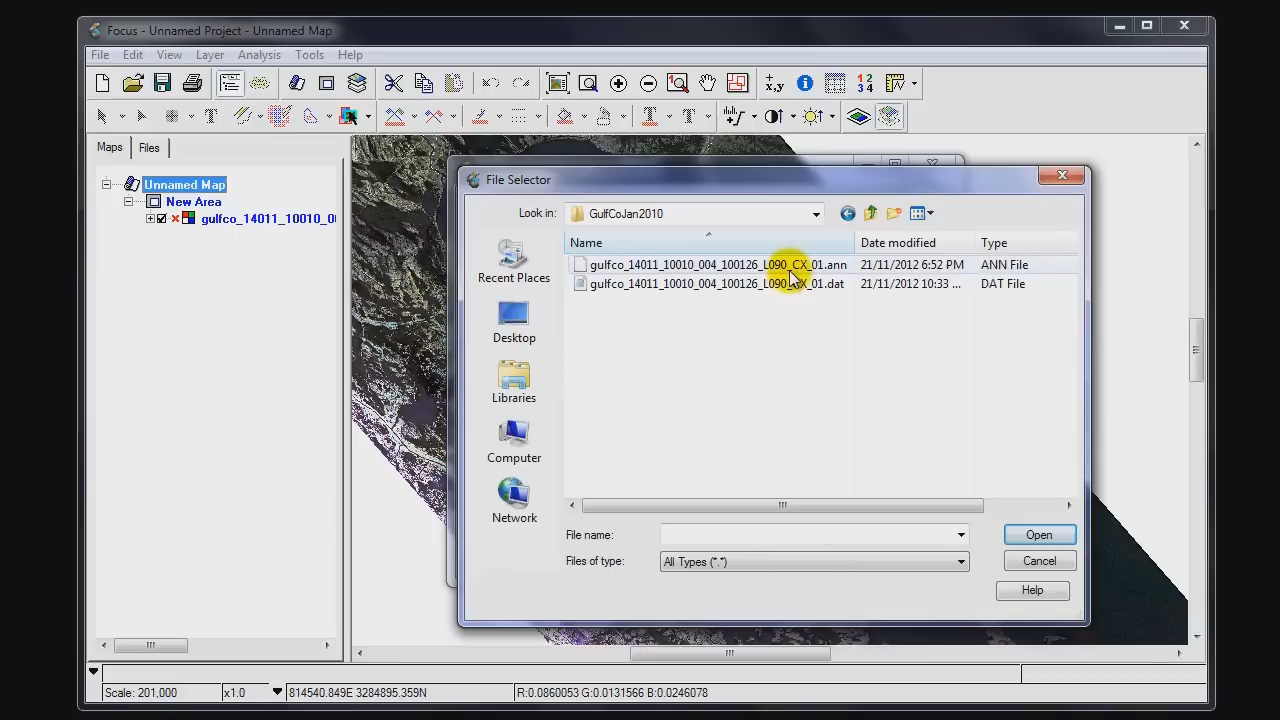 Focus - Unnamed Project - Unnamed Map
File Edit View Layer Analysis Tools Help
Maps Files
Unnamed Map
New Area
gulfco_14011_10010_0
File Selector
Look in: GulfCoJan2010
Name Date modified Type
gulfco_14011_10010_004_100126_L090_CX_01.ann 21/11/2012 6:52 PM ANN File
gulfco_14011_10010_004_100126_L090_CX_01.dat 21/11/2012 10:33 ... DAT File
Recent Places
Desktop
Libraries
Computer
Network
File name: Open
Files of type: All Types (*.*) Cancel
Help
Scale: 201,000 x1.0 814540.849E 3284895.359N R:0.0860053 G:0.0131566 B:0.0246078